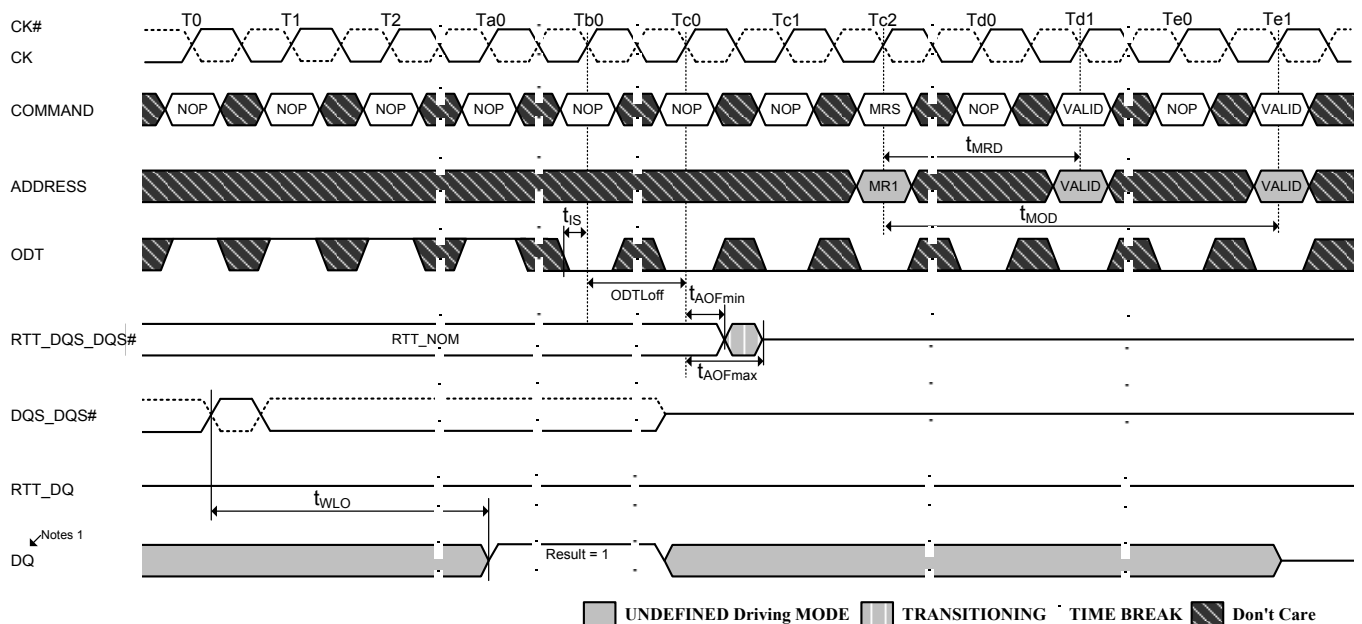 T0 T1 T2 Ta0 Tb0 Tc0 Tc1 Tc2 Td0 Td1 Te0 Te1
CK#
CK
COMMAND NOP NOP NOP NOP NOP NOP NOP MRS NOP VALID NOP VALID
tMRD
ADDRESS MR1 VALID VALID
tIS tMOD
ODT
ODTLoff tAOFmin
RTT_DQS_DQS# RTT_NOM
tAOFmax
DQS_DQS#
RTT_DQ
tWLO
Notes 1
DQ Result = 1
UNDEFINED Driving MODE TRANSITIONING TIME BREAK Don't Care